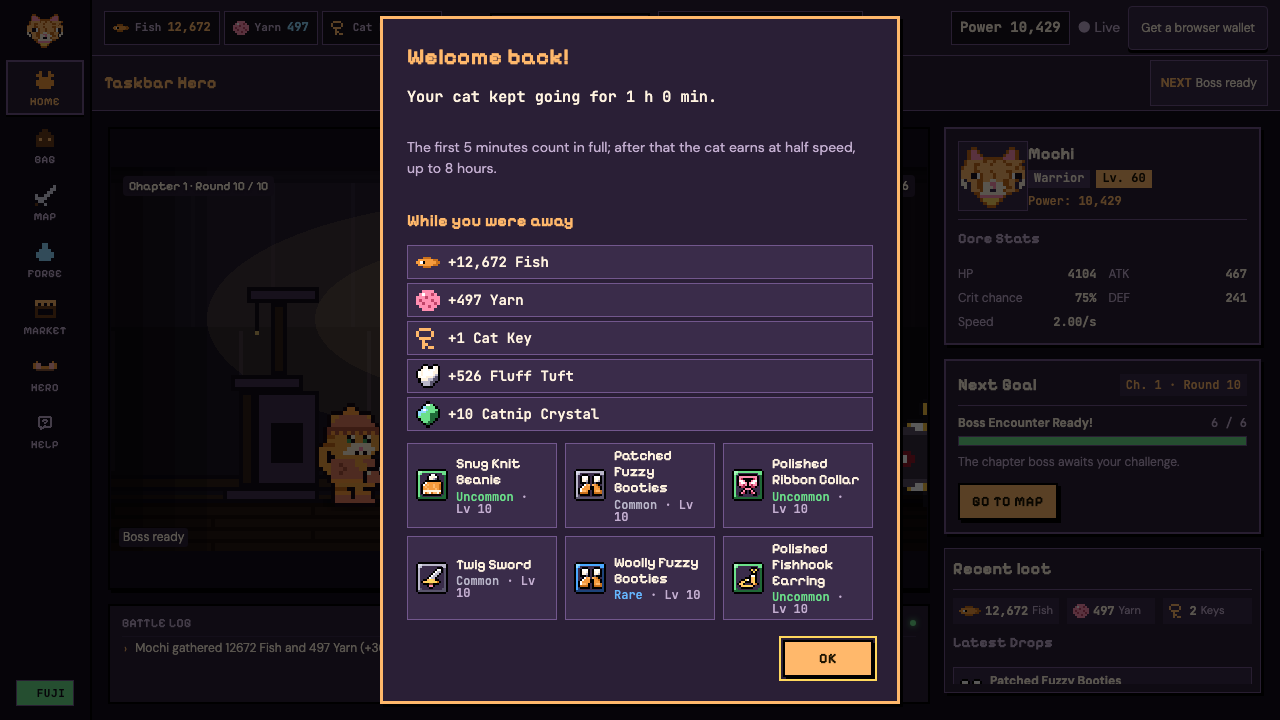 Fish 12,672
Yarn 497
Cat
Power 10,429
Live
Get a browser wallet
HOME
BAG
MAP
FORGE
MARKET
HERO
HELP
FUJI
Taskbar Hero
NEXT Boss ready
Chapter 1 · Round 10 / 10
6
Boss ready
BATTLE LOG
› Mochi gathered 12672 Fish and 497 Yarn (+3
Welcome back!
Your cat kept going for 1 h 0 min.
The first 5 minutes count in full; after that the cat earns at half speed,
up to 8 hours.
While you were away
+12,672 Fish
+497 Yarn
+1 Cat Key
+526 Fluff Tuft
+10 Catnip Crystal
Snug Knit
Beanie
Uncommon ·
Lv 10
Patched
Fuzzy
Booties
Common · Lv
10
Polished
Ribbon Collar
Uncommon ·
Lv 10
Twig Sword
Common · Lv
10
Woolly Fuzzy
Booties
Rare · Lv 10
Polished
Fishhook
Earring
Uncommon ·
Lv 10
OK
Mochi
Warrior Lv. 60
Power: 10,429
Core Stats
HP 4104 ATK 467
Crit chance 75% DEF 241
Speed 2.00/s
Next Goal
Ch. 1 · Round 10
Boss Encounter Ready! 6 / 6
The chapter boss awaits your challenge.
GO TO MAP
Recent loot
12,672 Fish
497 Yarn
2 Keys
Latest Drops
Patched Fuzzy Booties